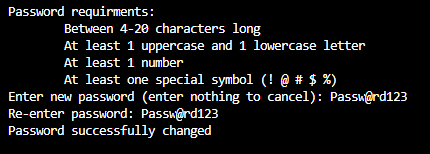 Password requirments:
Between 4-20 characters long
At least 1 uppercase and 1 lowercase letter
At least 1 number
At least one special symbol (! @ # $ %)
Enter new password (enter nothing to cancel): Passw@rd123
Re-enter password: Passw@rd123
Password successfully changed